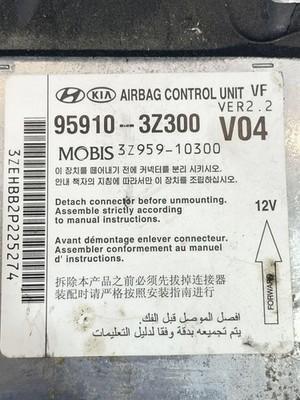 HYUNDAI KIA AIRBAG CONTROL UNIT VF
VER2.2
95910-3Z300 V04
MOBIS 3Z959-10300
이 장치를 떼어내기 전에 커넥터를 분리 시키시오.
안내 책자의 지침에 따라서만 이 장치를 조립하십시오.
Detach connector before unmounting.
Assemble strictly according
to manual instructions.
12V
Avant démontage enlever connecteur.
Assembler conformement au manuel
d' instructions.
拆除本产品之前必须先拔掉连接器
装配时请严格按照安装指南进行
FORWARD
افصل الموصل قبل الفك.
يتم تجميعه بدقة وفقا لدليل التعليمات
3ZEHBB2P225274